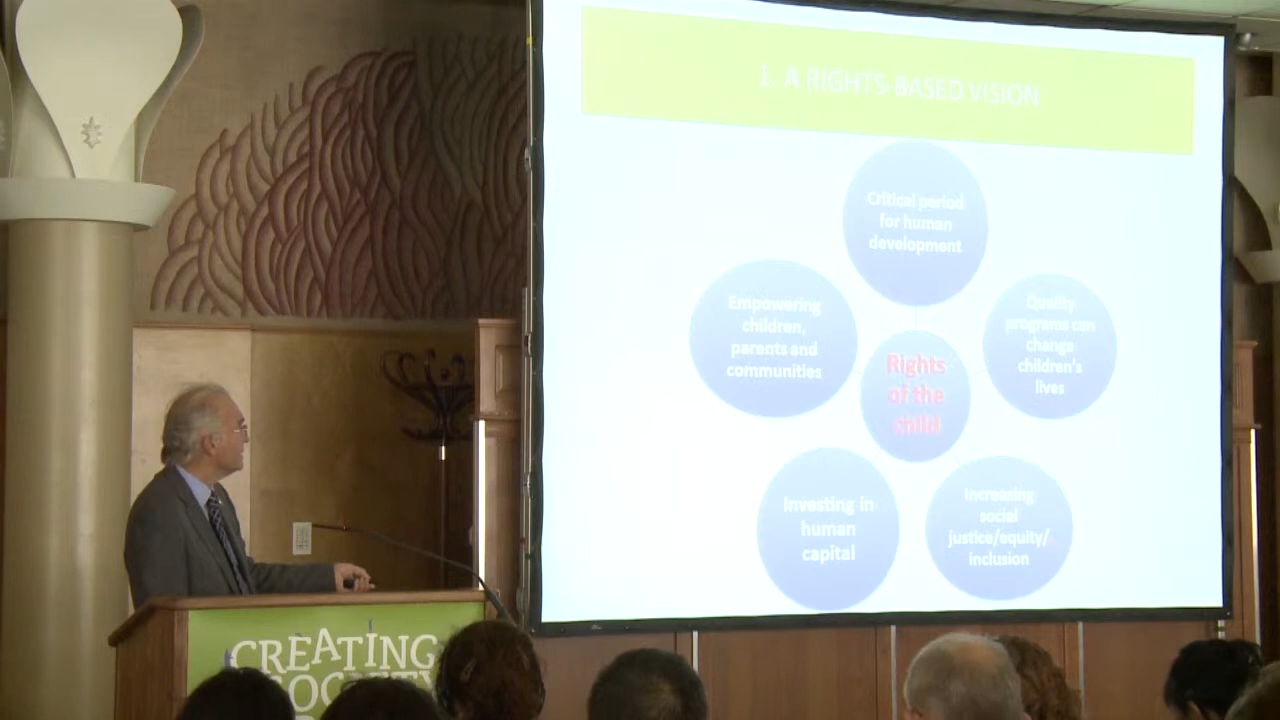 1. A RIGHTS-BASED VISION
Critical period
for human
development
Empowering
children,
parents and
communities
Quality
programs can
change
children's
lives
Rights
of the
child
Investing in
human
capital
Increasing
social
justice/equity/
inclusion
CREATING
SOCIETY